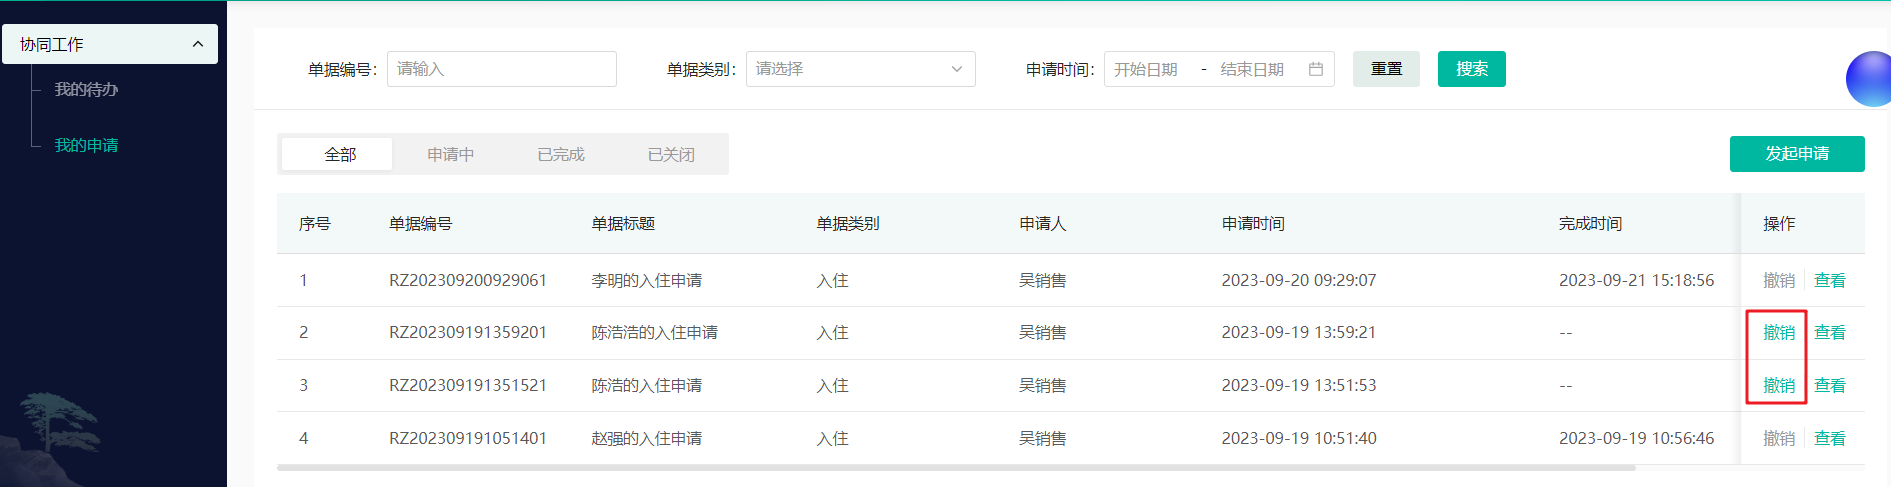 协同工作
我的待办
我的申请
单据编号: 请输入 单据类别: 请选择 申请时间: 开始日期 - 结束日期 重置 搜索
全部 申请中 已完成 已关闭 发起申请
序号 单据编号 单据标题 单据类别 申请人 申请时间 完成时间 操作
1 RZ202309200929061 李明的入住申请 入住 吴销售 2023-09-20 09:29:07 2023-09-21 15:18:56 撤销 查看
2 RZ202309191359201 陈浩浩的入住申请 入住 吴销售 2023-09-19 13:59:21 -- 撤销 查看
3 RZ202309191351521 陈浩的入住申请 入住 吴销售 2023-09-19 13:51:53 -- 撤销 查看
4 RZ202309191051401 赵强的入住申请 入住 吴销售 2023-09-19 10:51:40 2023-09-19 10:56:46 撤销 查看